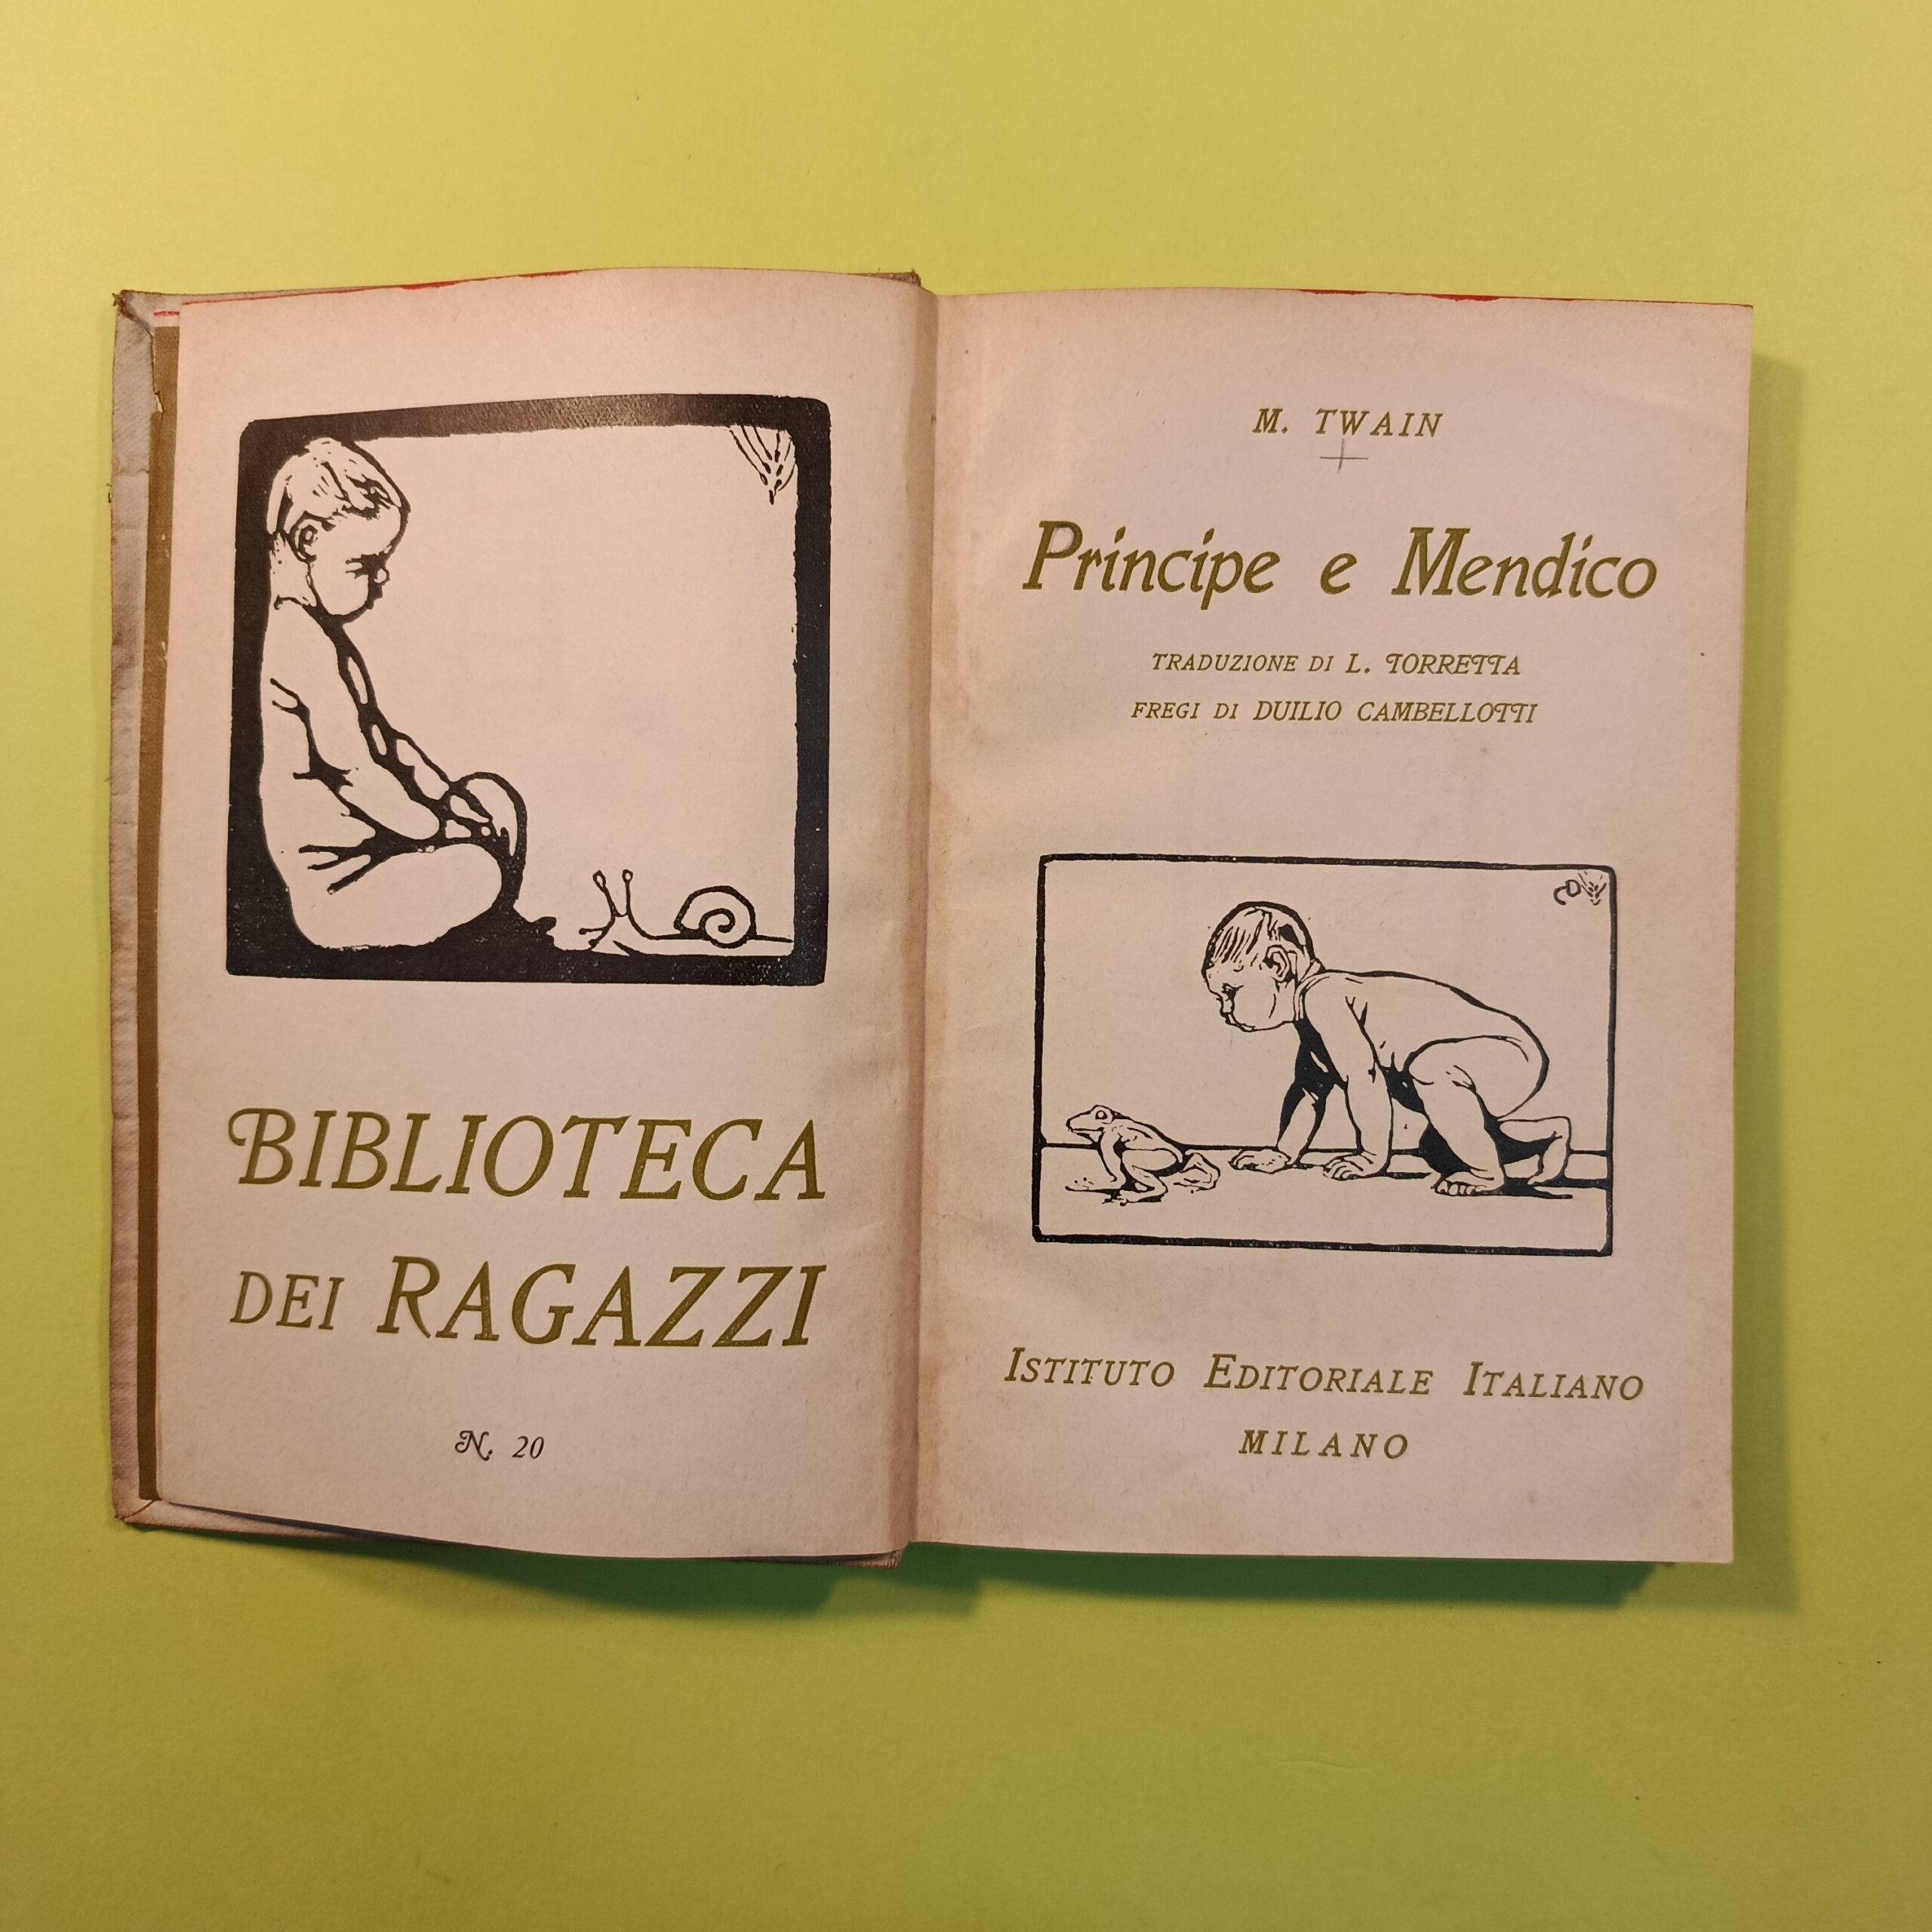 BIBLIOTECA
DEI RAGAZZI
N. 20
M. TWAIN
Principe e Mendico
TRADUZIONE DI L. TORRETTA
FREGI DI DUILIO CAMBELLOTTI
ISTITUTO EDITORIALE ITALIANO
MILANO